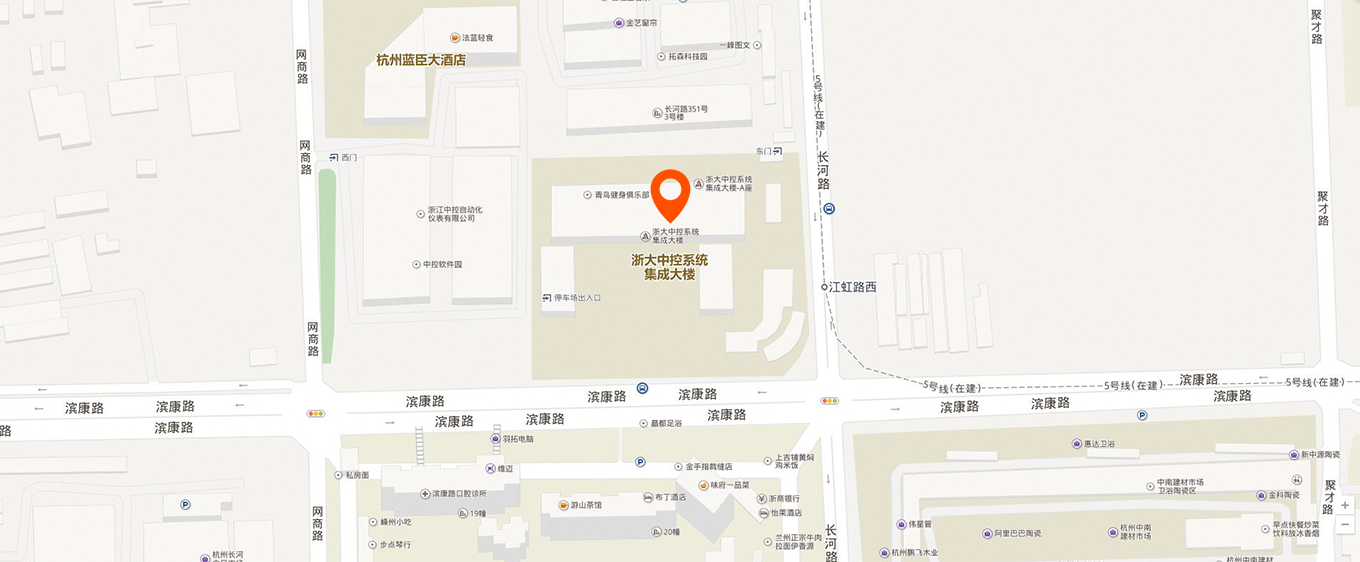 金艺窗帘
法蓝轻食
杭州蓝臣大酒店
一峰图文
拓森科技园
聚才路
网商路
5号线(在建)
长河路351号
3号楼
网商路
西门
东门
长河路
浙大中控系统
集成大楼-A座
青鸟健身俱乐部
聚才路
浙江中控自动化
仪表有限公司
浙大中控系统
集成大楼
浙大中控系统
集成大楼
中控软件园
停车场出入口
江虹路西
网商路
滨康路
滨康路
滨康路
滨康路
滨康路
5号线(在建)
5号线(在建)
5号线(在建)
滨康路
滨康路
滨康路
滨康路
滨康路
滨康路
滨康路
滨康路
路
晶都足浴
P
羽拓电脑
惠达卫浴
新中源陶瓷
私房面
维迈
P
金手指裁缝店
上吉铺黄焖
鸡米饭
味府一品菜
中南建材市场
卫浴陶瓷区
金科陶瓷
聚才路
滨康路口腔诊所
布丁酒店
浙商银行
怡莱酒店
P
游山茶馆
19幢
20幢
网商路
嵊州小吃
步点琴行
长河路
兰州正宗牛肉
拉面伊香源
伟星管
阿里巴巴陶瓷
杭州中南
建材市场
早点快餐炒菜
饮料放冰香烟
杭州鹏飞木业
杭州长河
杭州中南建材
+
−